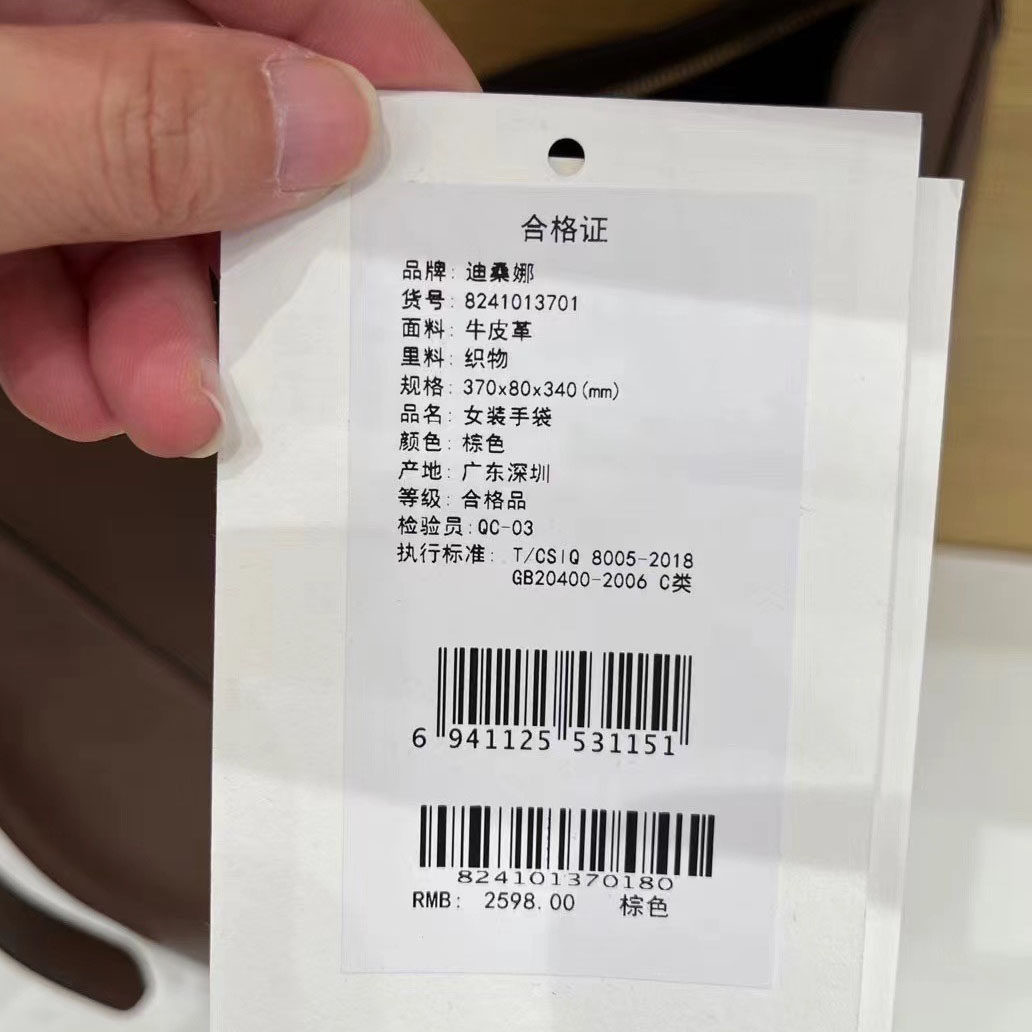 合格证
品牌: 迪桑娜
货号: 8241013701
面料: 牛皮革
里料: 织物
规格: 370x80x340(mm)
品名: 女装手袋
颜色: 棕色
产地: 广东深圳
等级: 合格品
检验员:QC-03
执行标准: T/CSIQ 8005-2018
GB20400-2006 C类
6 941125 531151
824101370180
RMB: 2598.00 棕色